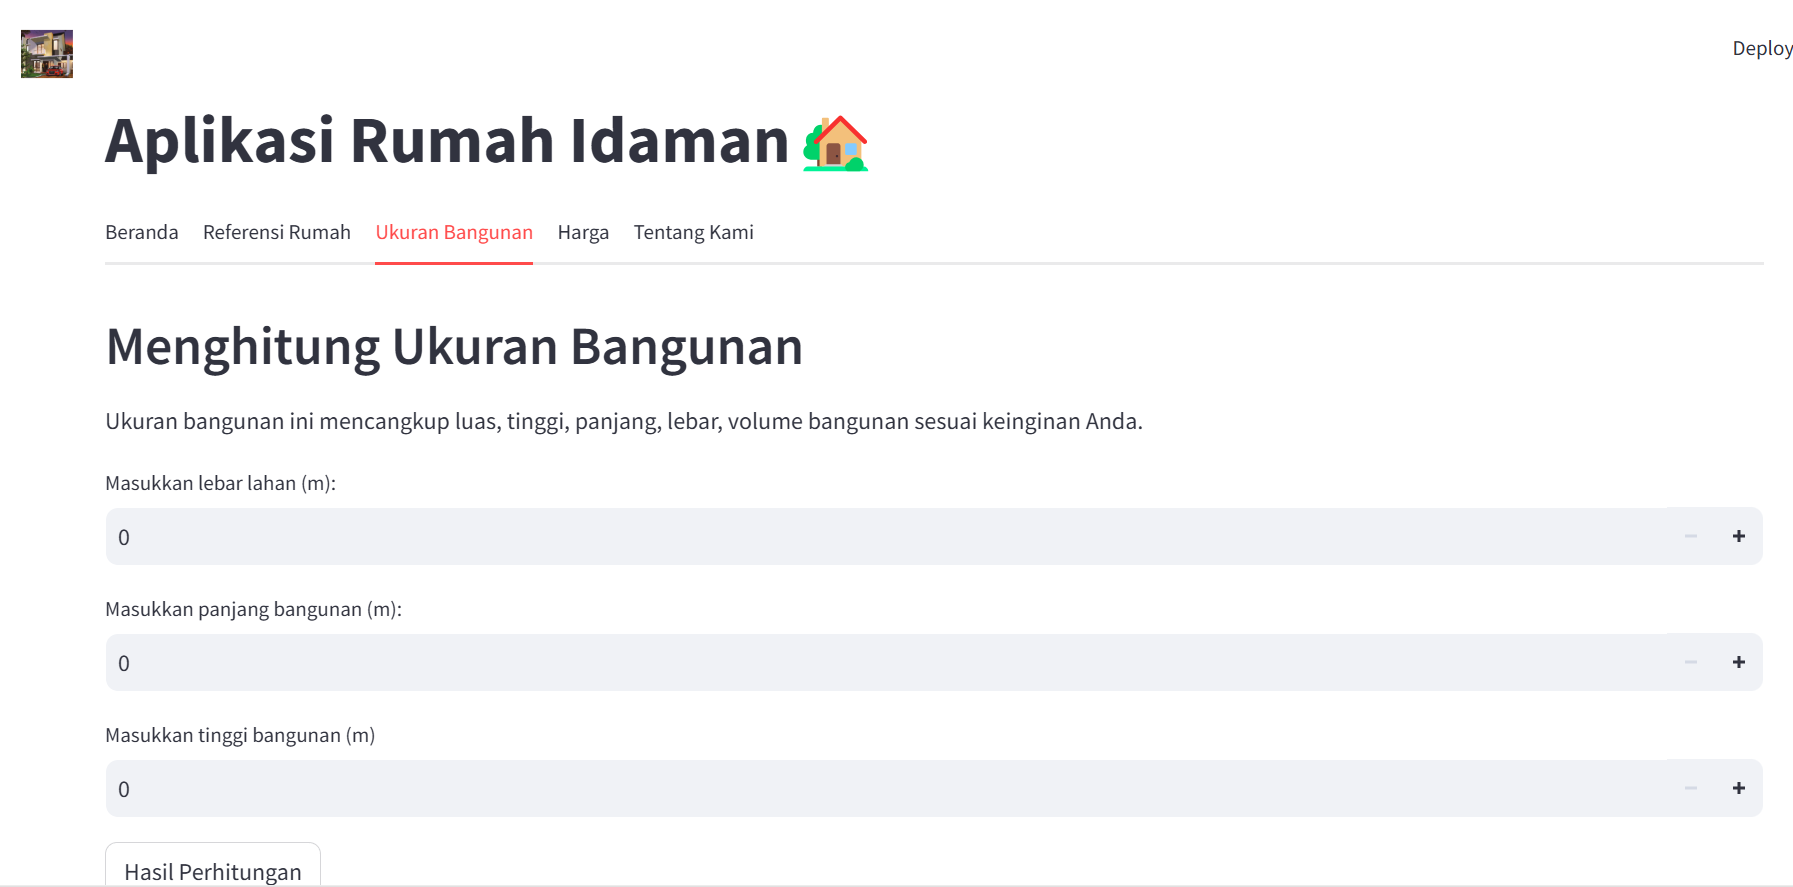 Deploy
Aplikasi Rumah Idaman
Beranda Referensi Rumah Ukuran Bangunan Harga Tentang Kami
Menghitung Ukuran Bangunan
Ukuran bangunan ini mencangkup luas, tinggi, panjang, lebar, volume bangunan sesuai keinginan Anda.
Masukkan lebar lahan (m):
0
Masukkan panjang bangunan (m):
0
Masukkan tinggi bangunan (m)
0
Hasil Perhitungan